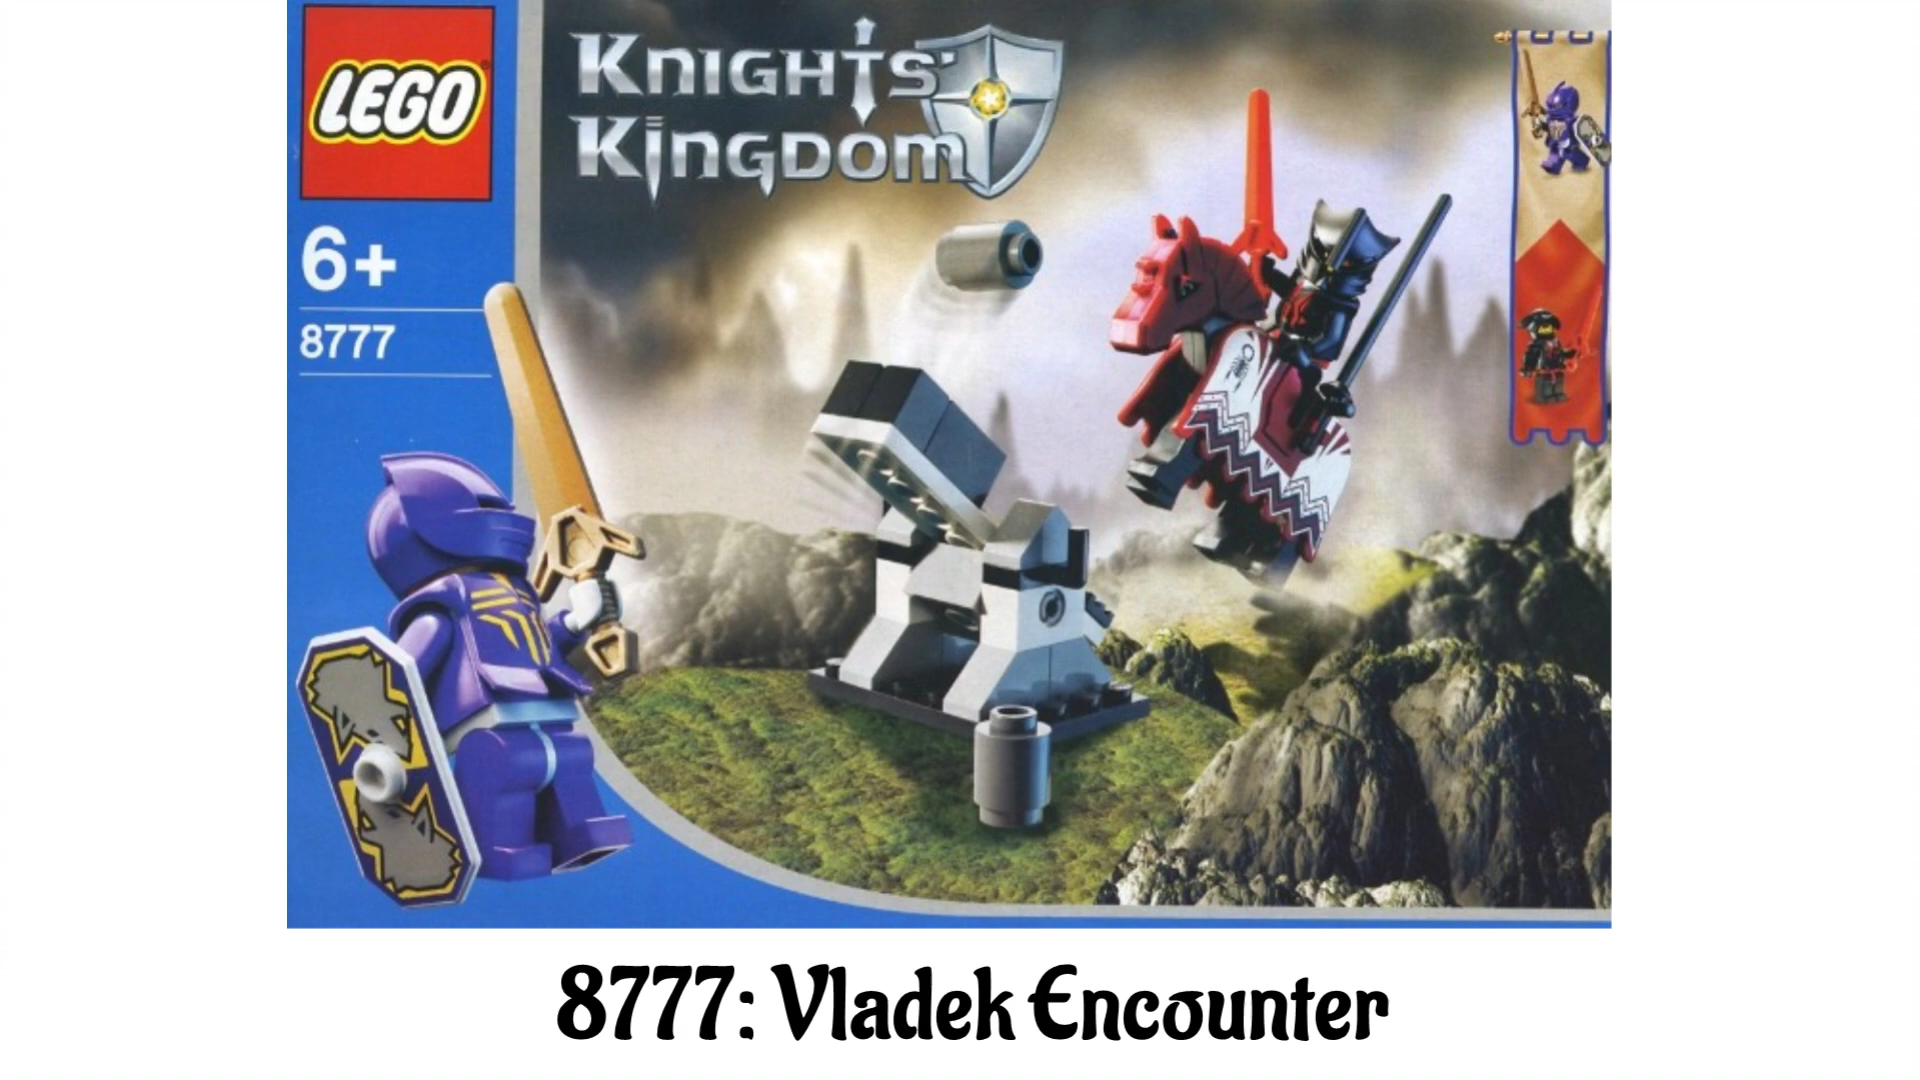 LEGO
KNIGHTS'
KINGDOM
6+
8777
8777: Vladek Encounter